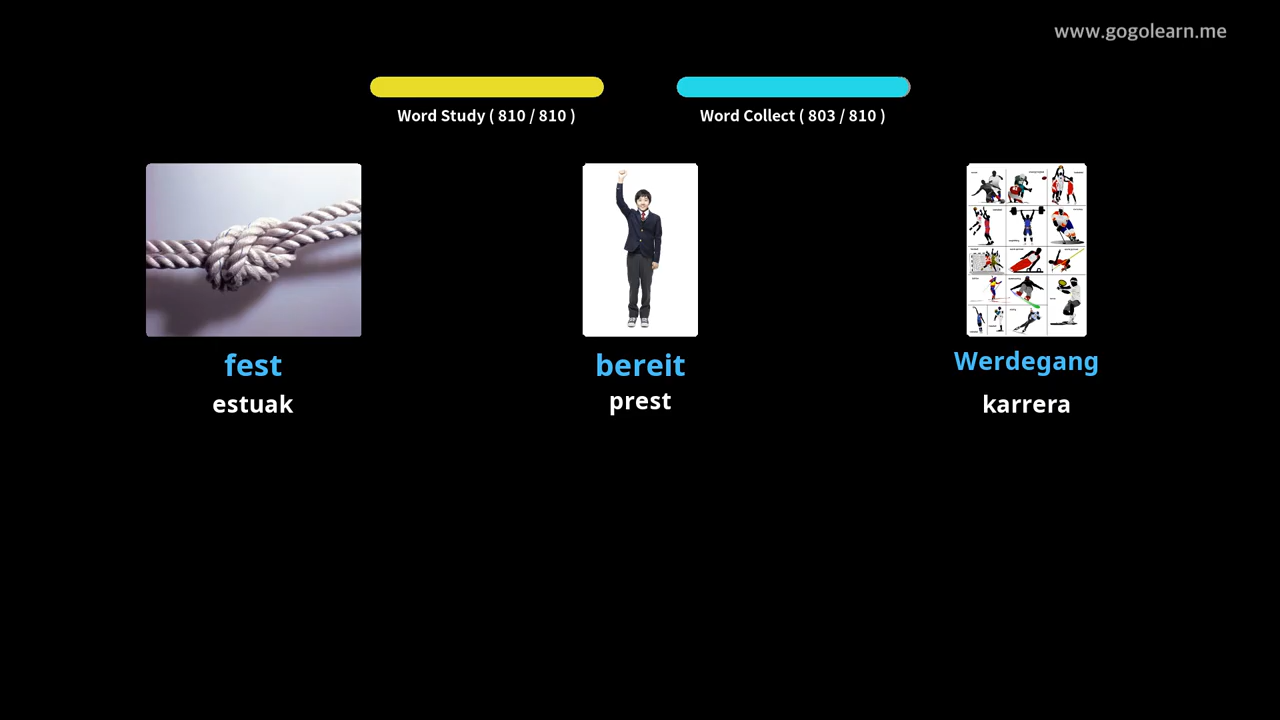 www.gogolearn.me
Word Study ( 810 / 810 )
Word Collect ( 803 / 810 )
fest
bereit
Werdegang
estuak
prest
karrera